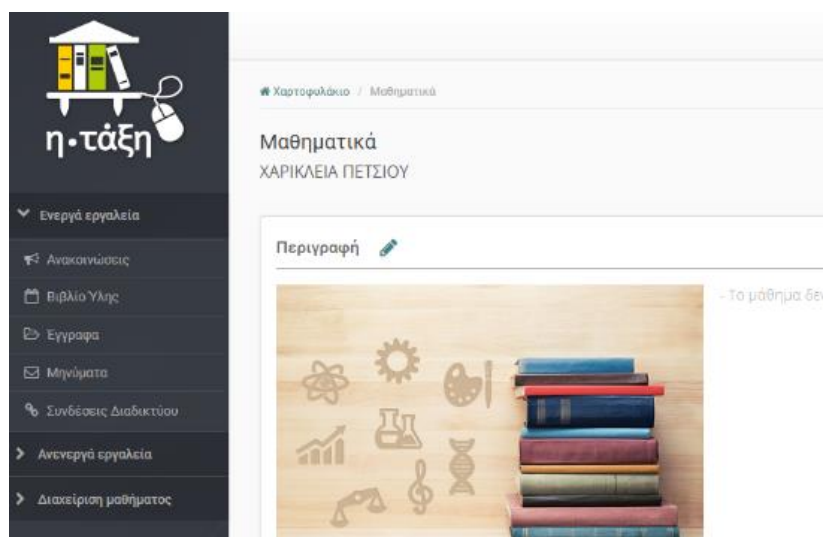 η·τάξη
Ενεργά εργαλεία
Ανακοινώσεις
Βιβλίο Ύλης
Έγγραφα
Μηνύματα
Συνδέσεις Διαδικτύου
Ανενεργά εργαλεία
Διαχείριση μαθήματος
Χαρτοφυλάκιο / Μαθηματικά
Μαθηματικά
ΧΑΡΙΚΛΕΙΑ ΠΕΤΣΙΟΥ
Περιγραφή
- Το μάθημα δεν